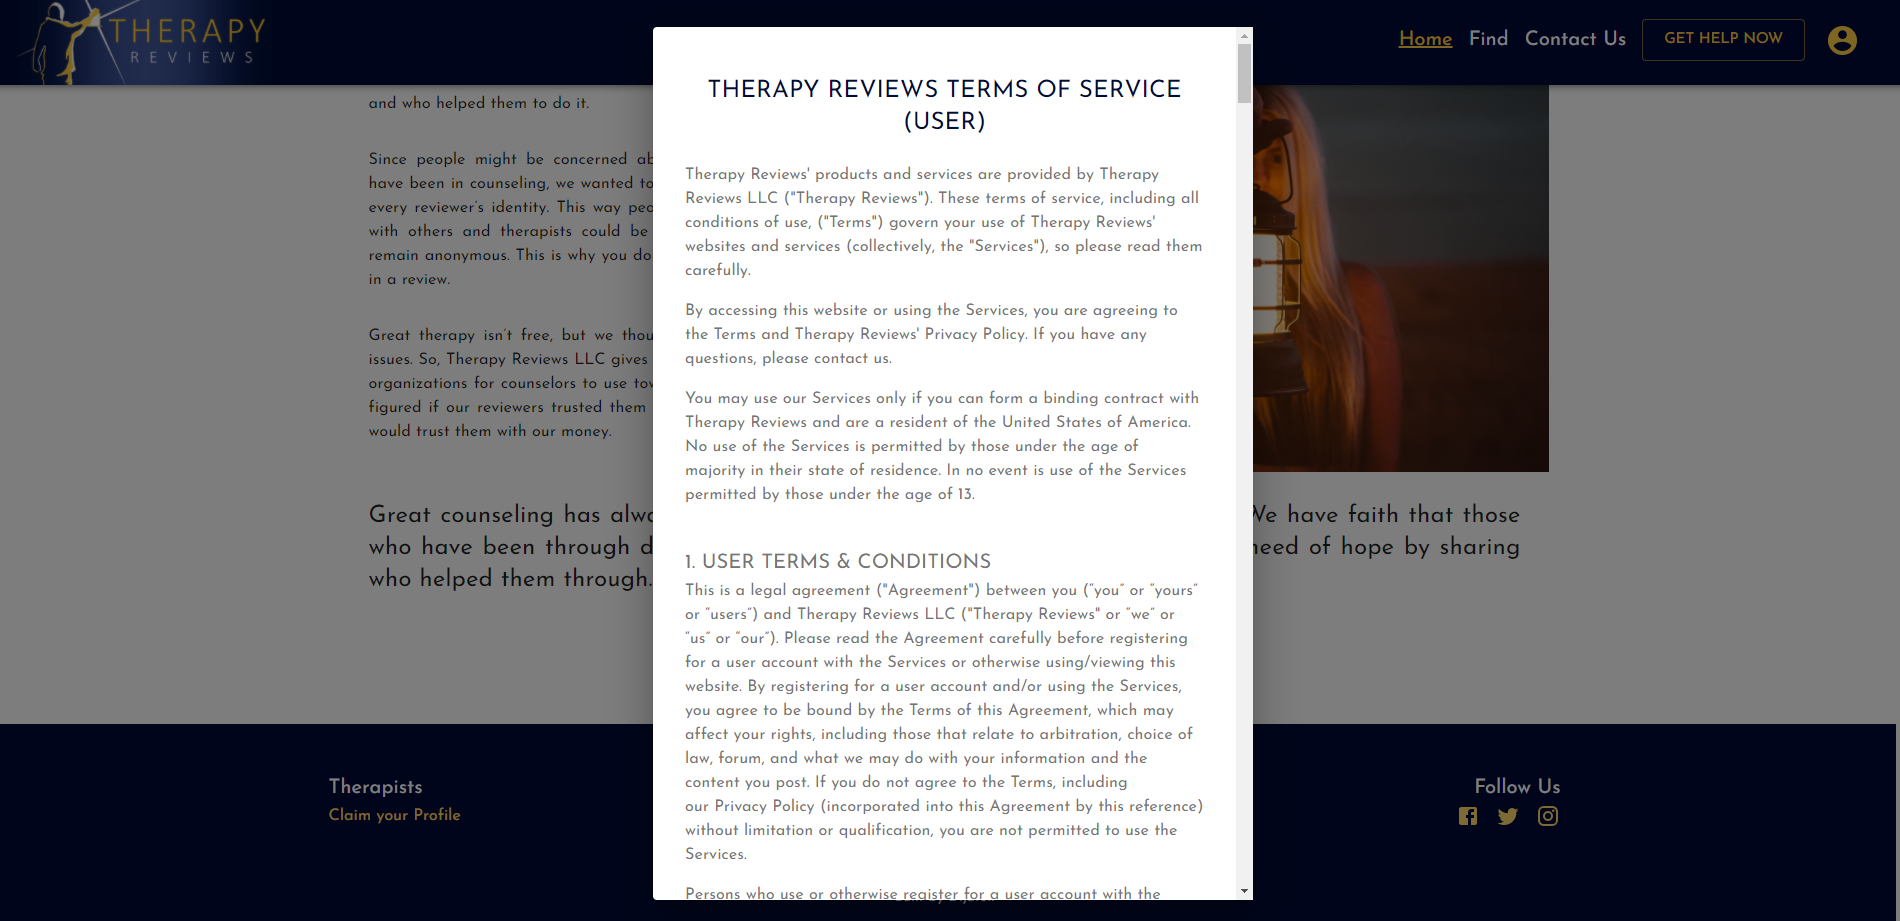 THERAPY
REVIEWS
Home
Find
Contact Us
GET HELP NOW
and who helped them to do it.
Since people might be concerned
have been in counseling, we wanted to
every reviewer's identity. This way
with others and therapists could be
remain anonymous. This is why you do
in a review.
Great therapy isn't free, but we
issues. So, Therapy Reviews LLC gives
organizations for counselors to use
figured if our reviewers trusted them
would trust them with our money.
Great counseling has
who have been through
who helped them through.
We have faith that those
need of hope by sharing
THERAPY REVIEWS TERMS OF SERVICE
(USER)
Therapy Reviews' products and services are provided by Therapy
Reviews LLC ("Therapy Reviews"). These terms of service, including all
conditions of use, ("Terms") govern your use of Therapy Reviews'
websites and services (collectively, the "Services"), so please read them
carefully.
By accessing this website or using the Services, you are agreeing to
the Terms and Therapy Reviews' Privacy Policy. If you have any
questions, please contact us.
You may use our Services only if you can form a binding contract with
Therapy Reviews and are a resident of the United States of America.
No use of the Services is permitted by those under the age of
majority in their state of residence. In no event is use of the Services
permitted by those under the age of 13.
1. USER TERMS & CONDITIONS
This is a legal agreement ("Agreement") between you (“you” or “yours”
or “users”) and Therapy Reviews LLC ("Therapy Reviews" or “we” or
“us” or “our”). Please read the Agreement carefully before registering
for a user account with the Services or otherwise using/viewing this
website. By registering for a user account and/or using the Services,
you agree to be bound by the Terms of this Agreement, which may
affect your rights, including those that relate to arbitration, choice of
law, forum, and what we may do with your information and the
content you post. If you do not agree to the Terms, including
our Privacy Policy (incorporated into this Agreement by this reference)
without limitation or qualification, you are not permitted to use the
Services.
Persons who use or otherwise register for a user account with the
Therapists
Claim your Profile
Follow Us